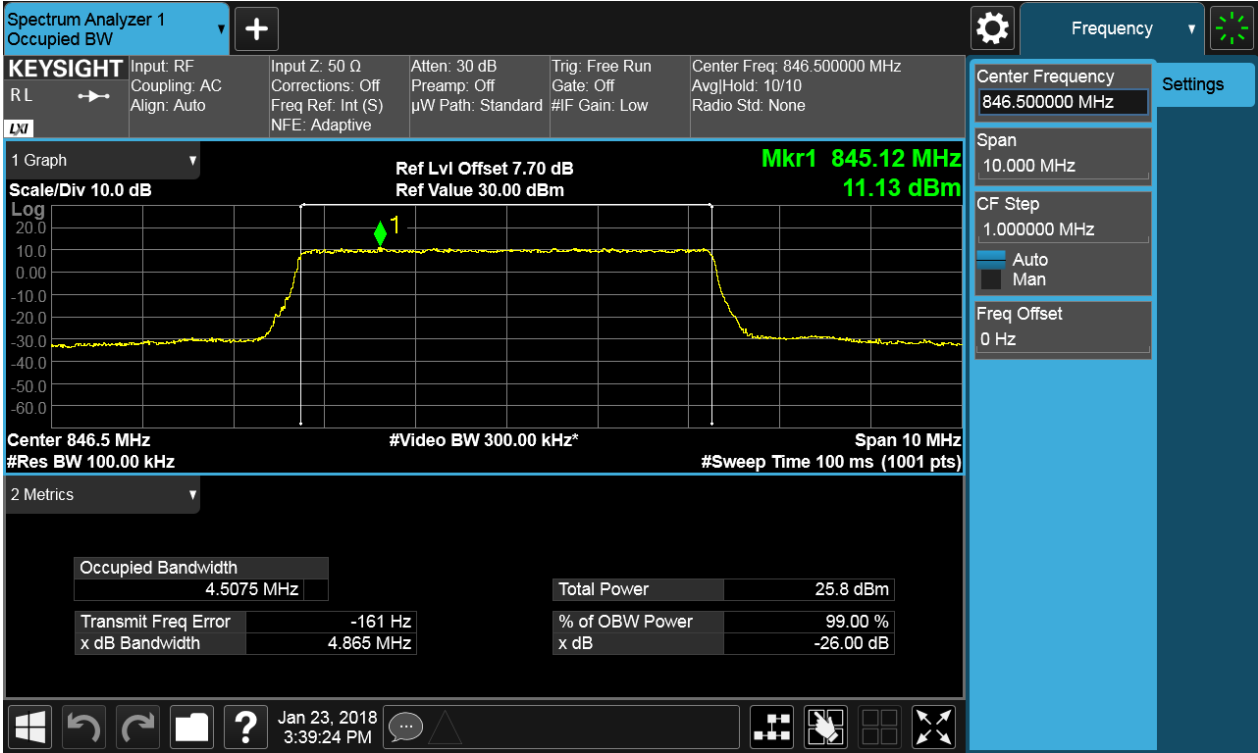 Spectrum Analyzer 1
Occupied BW
+
Frequency
KEYSIGHT
R L
LXI
Input: RF
Coupling: AC
Align: Auto
Input Z: 50 Ω
Corrections: Off
Freq Ref: Int (S)
NFE: Adaptive
Atten: 30 dB
Preamp: Off
µW Path: Standard
Trig: Free Run
Gate: Off
#IF Gain: Low
Center Freq: 846.500000 MHz
Avg|Hold: 10/10
Radio Std: None
Center Frequency
846.500000 MHz
Settings
Span
10.000 MHz
CF Step
1.000000 MHz
Auto
Man
Freq Offset
0 Hz
1 Graph
Scale/Div 10.0 dB
Ref Lvl Offset 7.70 dB
Ref Value 30.00 dBm
Mkr1 845.12 MHz
11.13 dBm
Log
20.0
10.0
0.00
-10.0
-20.0
-30.0
-40.0
-50.0
-60.0
1
Center 846.5 MHz
#Video BW 300.00 kHz*
Span 10 MHz
#Res BW 100.00 kHz
#Sweep Time 100 ms (1001 pts)
2 Metrics
Occupied Bandwidth
4.5075 MHz
Total Power 25.8 dBm
Transmit Freq Error -161 Hz
% of OBW Power 99.00 %
x dB Bandwidth 4.865 MHz
x dB -26.00 dB
?
Jan 23, 2018
3:39:24 PM